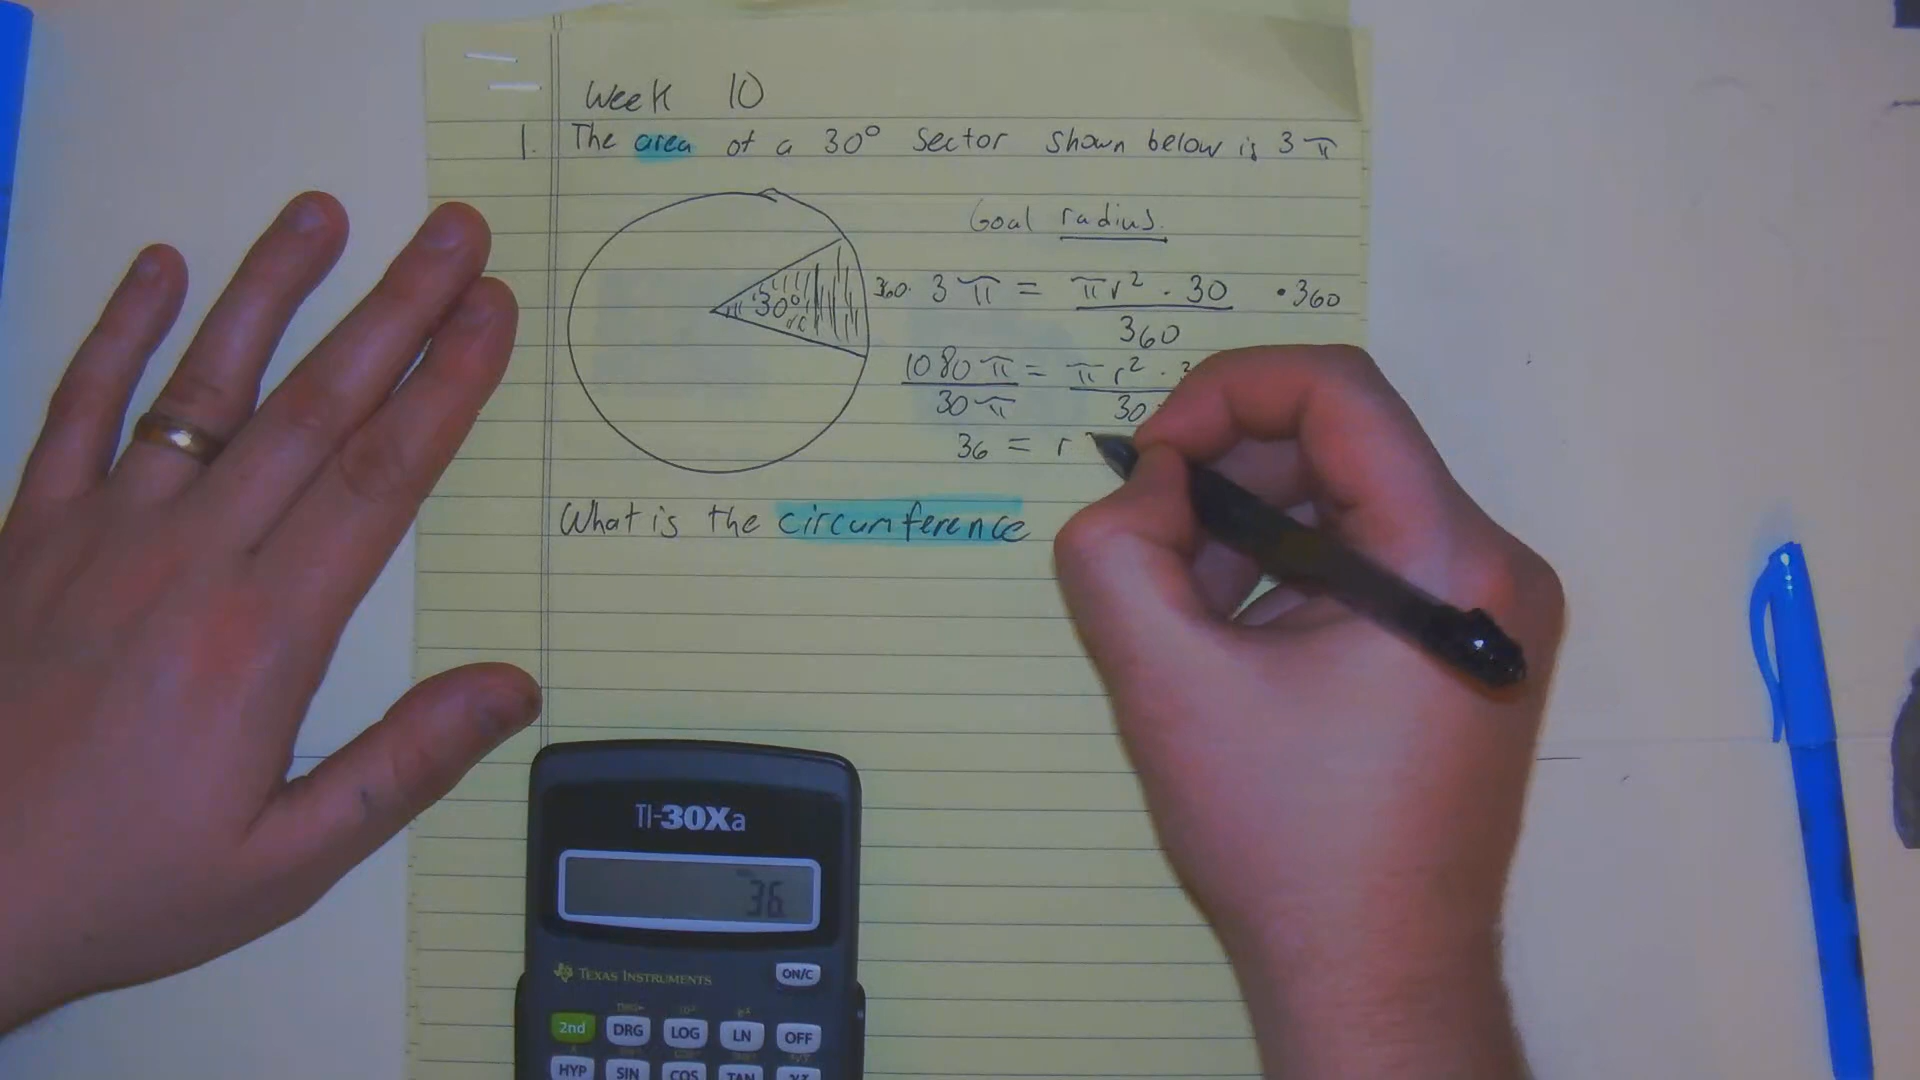 Week 10
1. The area of a 30° Sector shown below is 3π
Goal radius.
30°
360· 3π = πr² · 30 ·360
360
1080π = πr² ·
30π 30
36 = r
What is the circumference
TI-30Xa
36.
TEXAS INSTRUMENTS
ON/C
2nd DRG LOG LN OFF
HYP SIN COS TAN